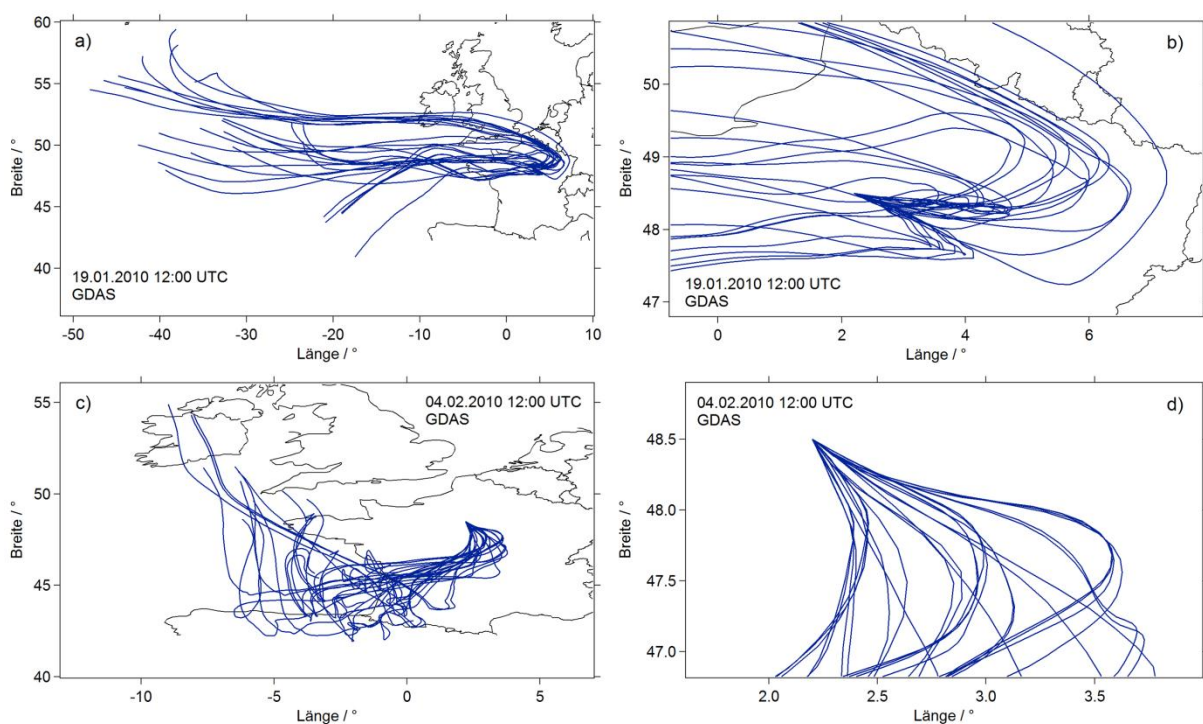 a)
60
55
50
45
40
Breite / °
19.01.2010 12:00 UTC
GDAS
-50
-40
-30
-20
-10
0
10
Länge / °
b)
50
49
48
47
Breite / °
19.01.2010 12:00 UTC
GDAS
0
2
4
6
Länge / °
c)
04.02.2010 12:00 UTC
GDAS
55
50
45
40
Breite / °
-10
-5
0
5
Länge / °
04.02.2010 12:00 UTC
GDAS
d)
48.5
48.0
47.5
47.0
Breite / °
2.0
2.5
3.0
3.5
Länge / °